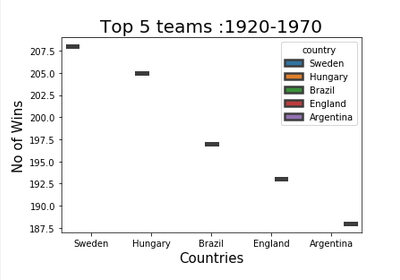 Top 5 teams :1920-1970
No of Wins
207.5
205.0
202.5
200.0
197.5
195.0
192.5
190.0
187.5
country
Sweden
Hungary
Brazil
England
Argentina
Sweden Hungary Brazil England Argentina
Countries